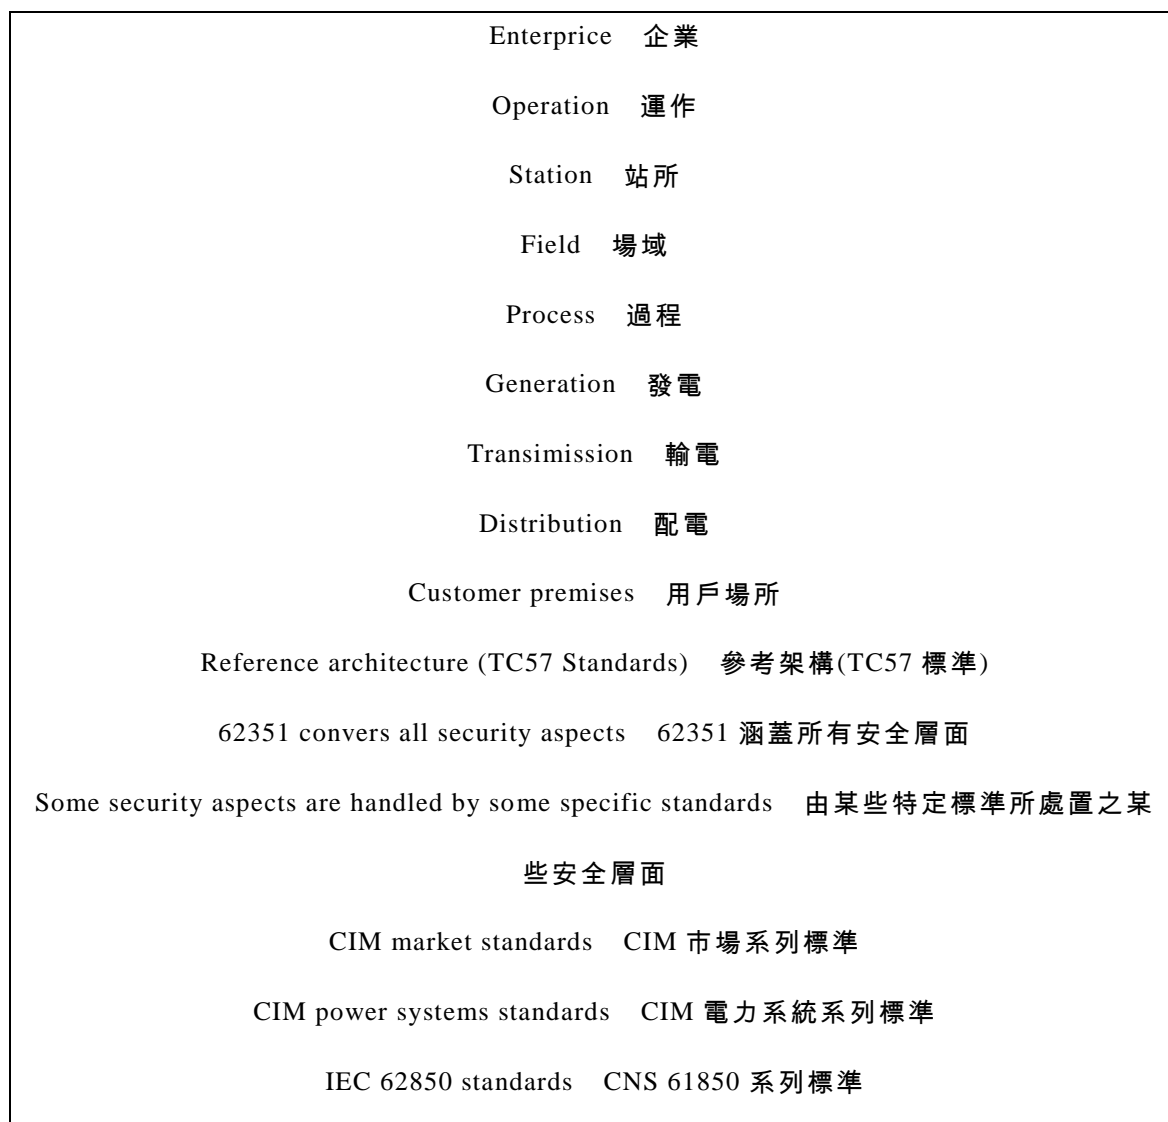 Enterprice 企業
Operation 運作
Station 站所
Field 場域
Process 過程
Generation 發電
Transimission 輸電
Distribution 配電
Customer premises 用戶場所
Reference architecture (TC57 Standards) 參考架構(TC57 標準)
62351 convers all security aspects 62351 涵蓋所有安全層面
Some security aspects are handled by some specific standards 由某些特定標準所處置之某
些安全層面
CIM market standards CIM 市場系列標準
CIM power systems standards CIM 電力系統系列標準
IEC 62850 standards CNS 61850 系列標準